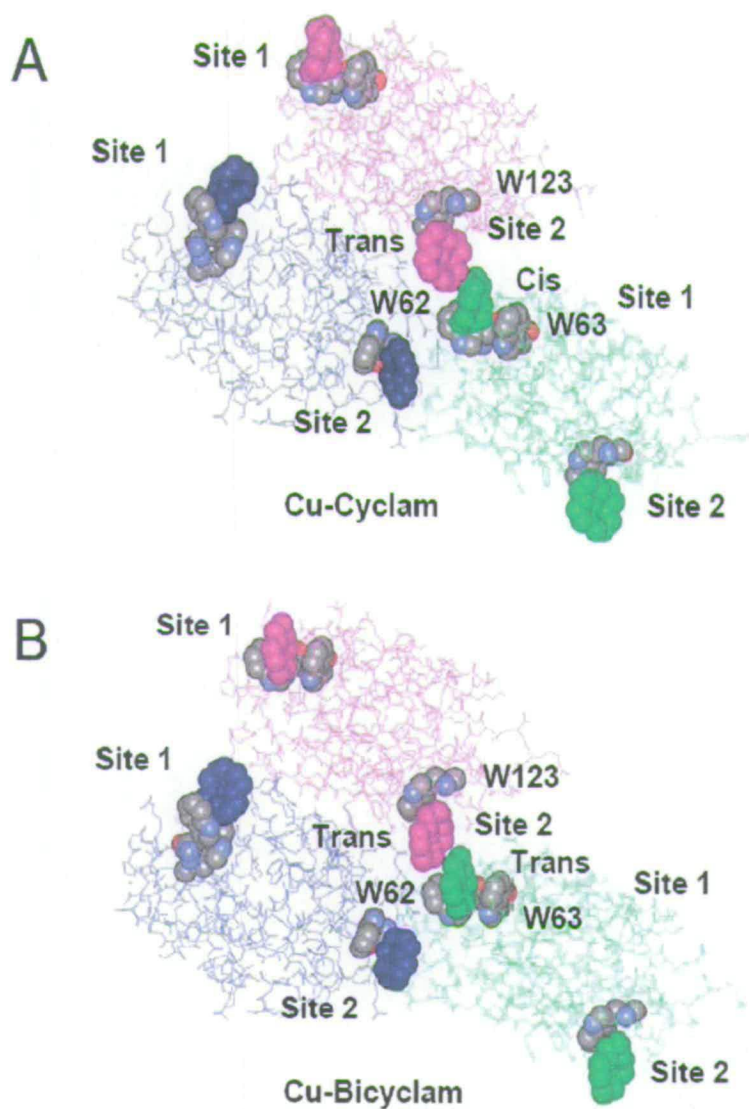 A
Site 1
Site 1
W123
Trans
Site 2
Cis
W62
Site 1
W63
Site 2
Cu-Cyclam
Site 2
B
Site 1
Site 1
W123
Trans
Site 2
Trans
W62
Site 1
W63
Site 2
Site 2
Cu-Bicyclam